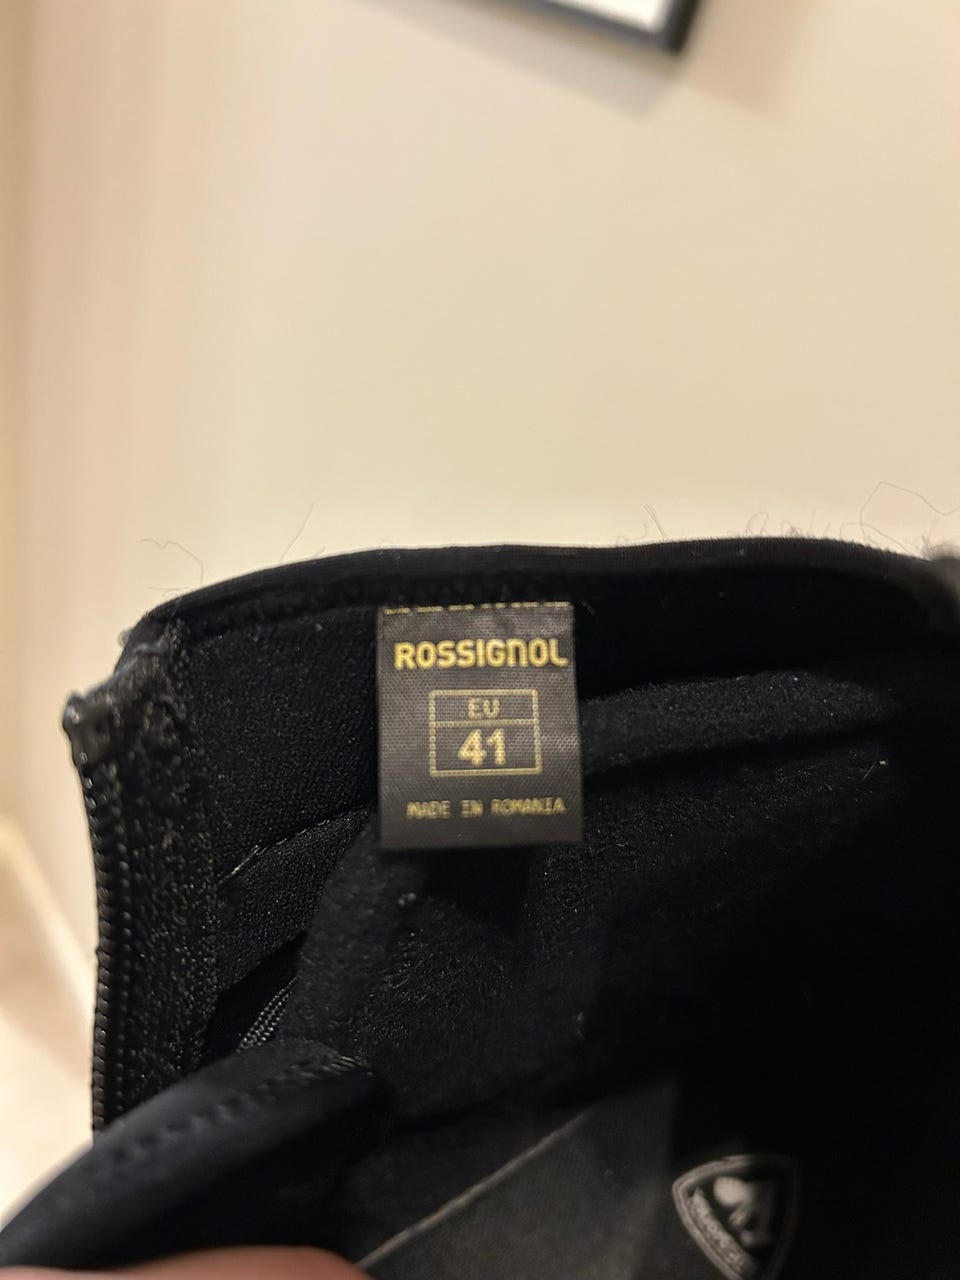 ROSSIGNOL
EU
41
MADE IN ROMANIA